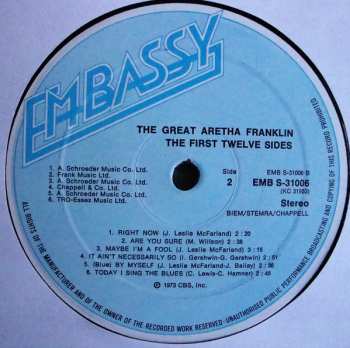 EMBASSY
THE GREAT ARETHA FRANKLIN
THE FIRST TWELVE SIDES
1. A. Schroeder Music Co. Ltd.
2. Frank Music Ltd.
3. A. Schroeder Music Co. Ltd.
4. Chappell & Co. Ltd.
5. A. Schroeder Music Co. Ltd.
6. TRO-Essex Music Ltd.
Side
2
EMB S-31006 B
EMB S-31006
(KC 31953)
Stereo
BIEM/STEMRA/CHAPPELL
1. RIGHT NOW (J. Leslie McFarland) 2 : 20
2. ARE YOU SURE (M. Willson) 2 : 39
3. MAYBE I'M A FOOL (J. Leslie McFarland) 3 : 16
4. IT AIN'T NECESSARILY SO (I. Gershwin-G. Gershwin) 2 : 51
5. (Blue) BY MYSELF (J. Leslie McFarland-J. Bailey) 2 : 36
6. TODAY I SING THE BLUES (C. Lewis-C. Hamner) 2 : 45
© 1973 CBS, Inc.
ALL RIGHTS OF THE MANUFACTURER AND OF THE OWNER OF THE RECORDED WORK RESERVED · UNAUTHORISED PUBLIC PERFORMANCE BROADCASTING AND COPYING OF THIS RECORD PROHIBITED